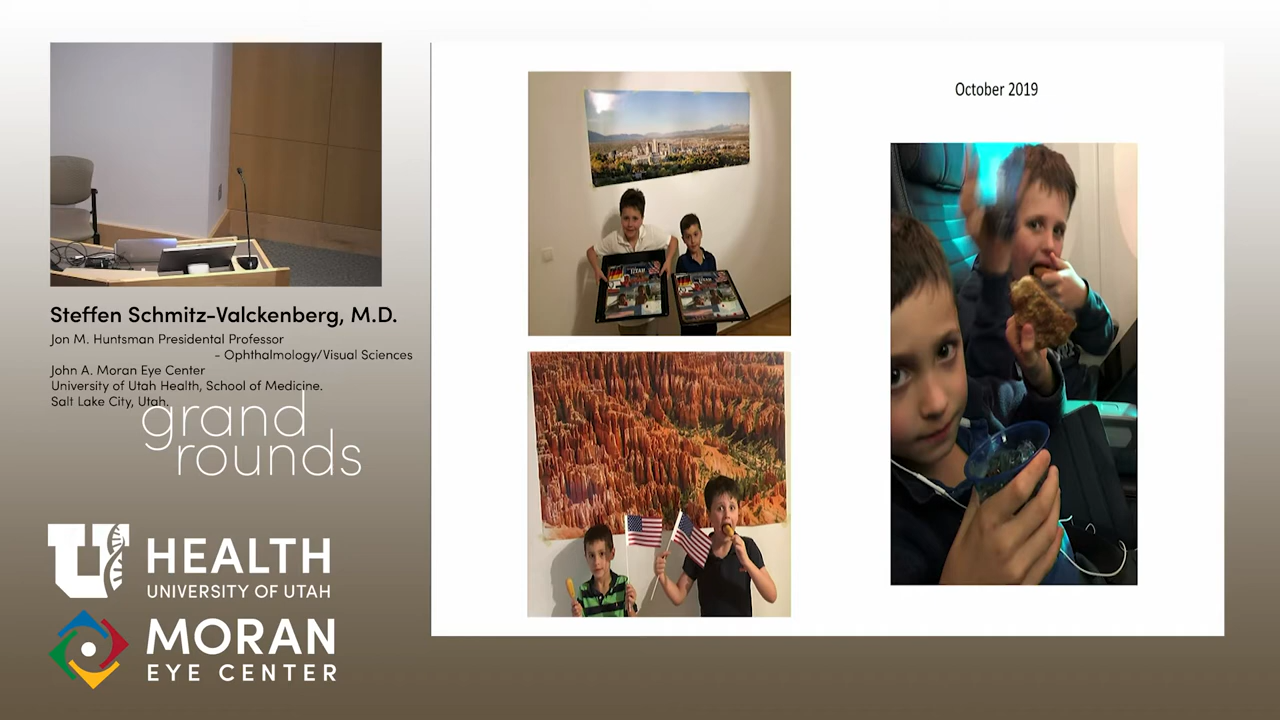 October 2019
UTAH
Steffen Schmitz-Valckenberg, M.D.
Jon M. Huntsman Presidential Professor
- Ophthalmology/Visual Sciences
John A. Moran Eye Center
University of Utah Health, School of Medicine.
Salt Lake City, Utah.
grand
rounds
U HEALTH
UNIVERSITY OF UTAH
MORAN
EYE CENTER